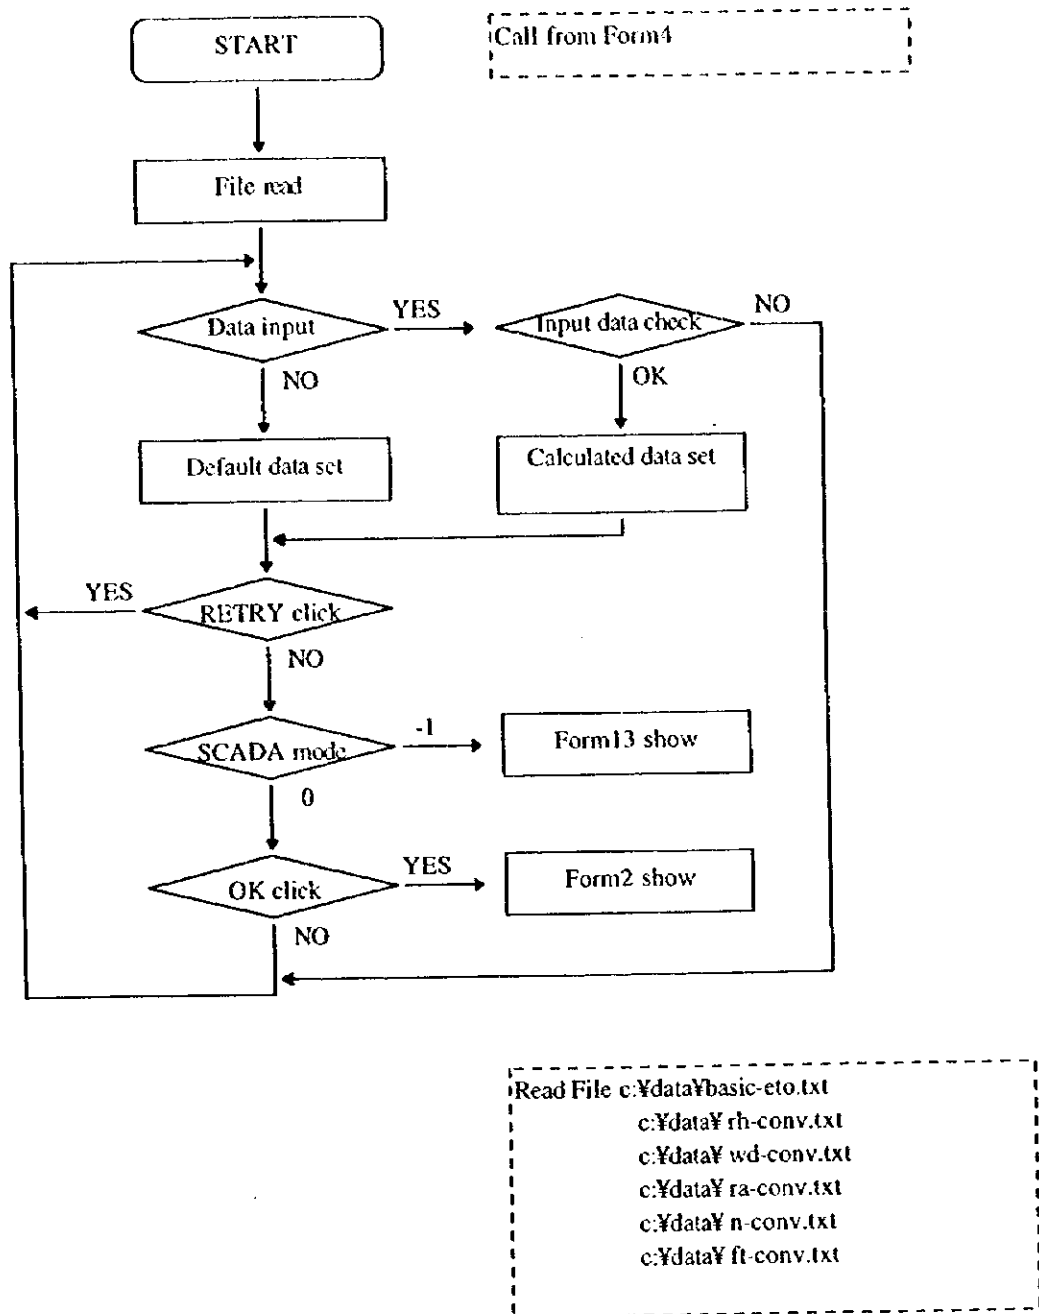 START
Call from Form4
File read
Data input
YES
Input data check
NO
NO
OK
Default data set
Calculated data set
YES
RETRY click
NO
SCADA mode
-1
Form13 show
0
OK click
YES
Form2 show
NO
Read File c:¥data¥basic-eto.txt
c:¥data¥ rh-conv.txt
c:¥data¥ wd-conv.txt
c:¥data¥ ra-conv.txt
c:¥data¥ n-conv.txt
c:¥data¥ ft-conv.txt